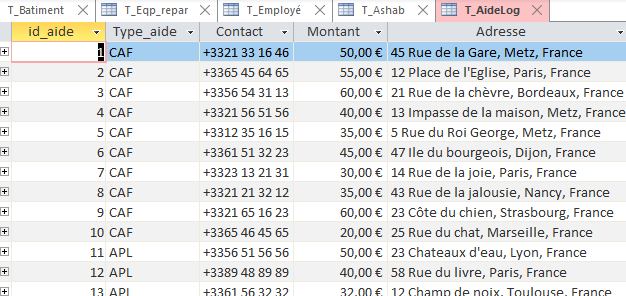 T_Batiment T_Eqp_repar T_Employé T_Ashab T_AideLog
id_aide Type_aide Contact Montant Adresse
1 CAF +3321 33 16 46 50,00 € 45 Rue de la Gare, Metz, France
2 CAF +3365 45 64 65 55,00 € 12 Place de l'Eglise, Paris, France
3 CAF +3356 54 31 13 60,00 € 21 Rue de la chèvre, Bordeaux, France
4 CAF +3321 56 51 56 40,00 € 13 Impasse de la maison, Metz, France
5 CAF +3312 35 16 15 35,00 € 5 Rue du Roi George, Metz, France
6 CAF +3361 51 32 23 45,00 € 47 Ile du bourgeois, Dijon, France
7 CAF +3323 13 21 31 30,00 € 14 Rue de la joie, Paris, France
8 CAF +3321 21 32 12 35,00 € 43 Rue de la jalousie, Nancy, France
9 CAF +3321 65 16 23 60,00 € 23 Côte du chien, Strasbourg, France
10 CAF +3365 46 45 65 20,00 € 25 Rue du chat, Marseille, France
11 APL +3356 51 56 56 50,00 € 23 Chateaux d'eau, Lyon, France
12 APL +3389 48 89 89 40,00 € 58 Rue du livre, Paris, France
13 APL +3361 56 32 32 32,00 € 12 Champ de noix, Toulouse, France